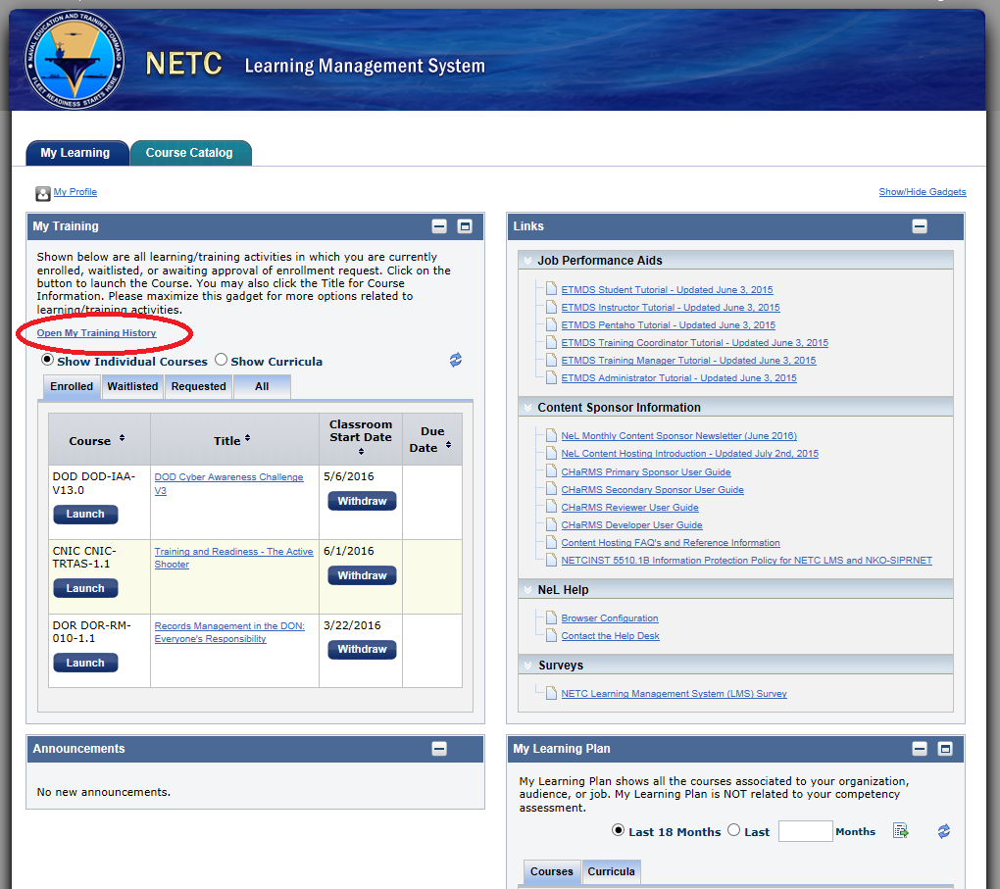 NAVAL EDUCATION AND TRAINING COMMAND
FLEET READINESS STARTS HERE
NETC Learning Management System
My Learning
Course Catalog
My Profile
Show/Hide Gadgets
My Training
Shown below are all learning/training activities in which you are currently
enrolled, waitlisted, or awaiting approval of enrollment request. Click on the
button to launch the Course. You may also click the Title for Course
Information. Please maximize this gadget for more options related to
learning/training activities.
Open My Training History
Show Individual Courses Show Curricula
Enrolled Waitlisted Requested All
Course
Title
Classroom
Start Date
Due
Date
DOD DOD-IAA-
V13.0
Launch
DOD Cyber Awareness Challenge
V3
5/6/2016
Withdraw
CNIC CNIC-
TRTAS-1.1
Launch
Training and Readiness - The Active
Shooter
6/1/2016
Withdraw
DOR DOR-RM-
010-1.1
Launch
Records Management in the DON:
Everyone's Responsibility
3/22/2016
Withdraw
Links
Job Performance Aids
ETMDS Student Tutorial - Updated June 3, 2015
ETMDS Instructor Tutorial - Updated June 3, 2015
ETMDS Pentaho Tutorial - Updated June 3, 2015
ETMDS Training Coordinator Tutorial - Updated June 3, 2015
ETMDS Training Manager Tutorial - Updated June 3, 2015
ETMDS Administrator Tutorial - Updated June 3, 2015
Content Sponsor Information
NeL Monthly Content Sponsor Newsletter (June 2016)
NeL Content Hosting Introduction - Updated July 2nd, 2015
CHaRMS Primary Sponsor User Guide
CHaRMS Secondary Sponsor User Guide
CHaRMS Reviewer User Guide
CHaRMS Developer User Guide
Content Hosting FAQ's and Reference Information
NETCINST 5510.1B Information Protection Policy for NETC LMS and NKO-SIPRNET
NeL Help
Browser Configuration
Contact the Help Desk
Surveys
NETC Learning Management System (LMS) Survey
Announcements
No new announcements.
My Learning Plan
My Learning Plan shows all the courses associated to your organization,
audience, or job. My Learning Plan is NOT related to your competency
assessment.
Last 18 Months Last Months
Courses Curricula